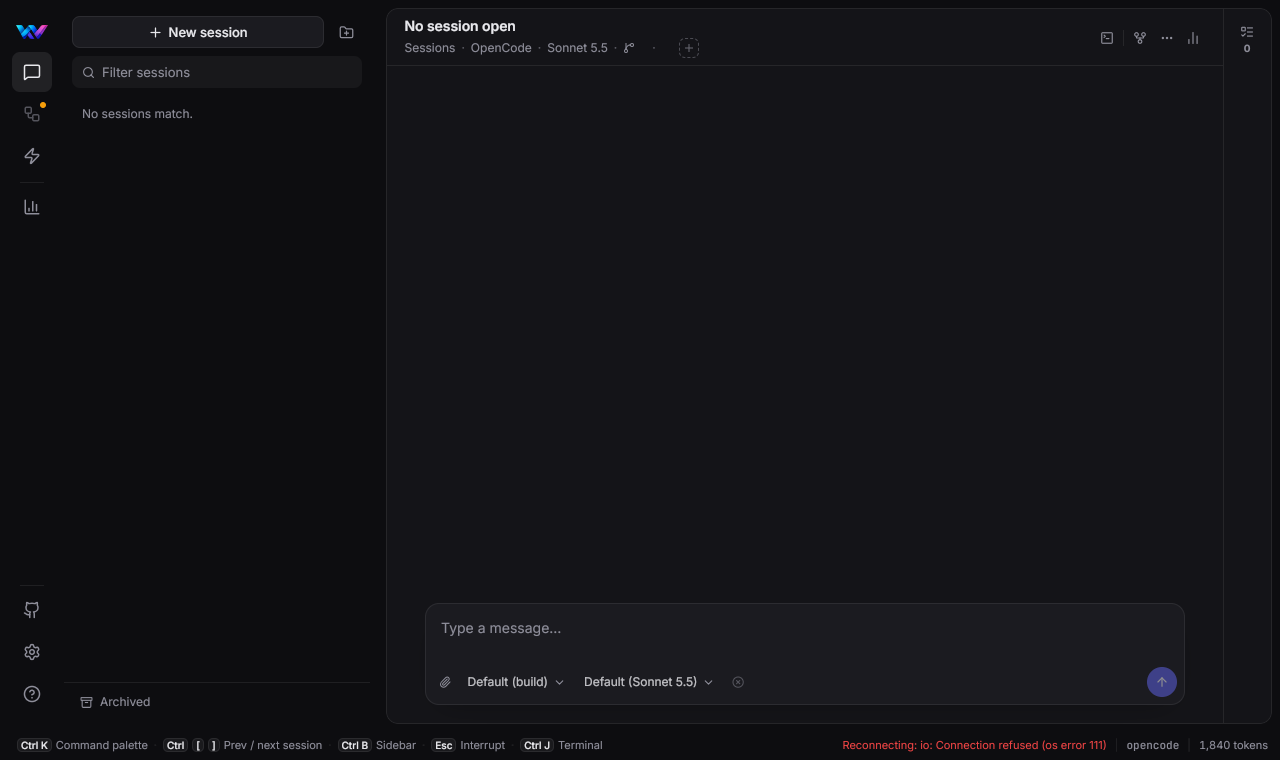 New session
Filter sessions
No sessions match.
Archived
No session open
Sessions · OpenCode · Sonnet 5.5 · ·
0
Type a message...
Default (build) Default (Sonnet 5.5)
Ctrl K Command palette · Ctrl [ ] Prev / next session · Ctrl B Sidebar · Esc Interrupt · Ctrl J Terminal
Reconnecting: io: Connection refused (os error 111) opencode 1,840 tokens